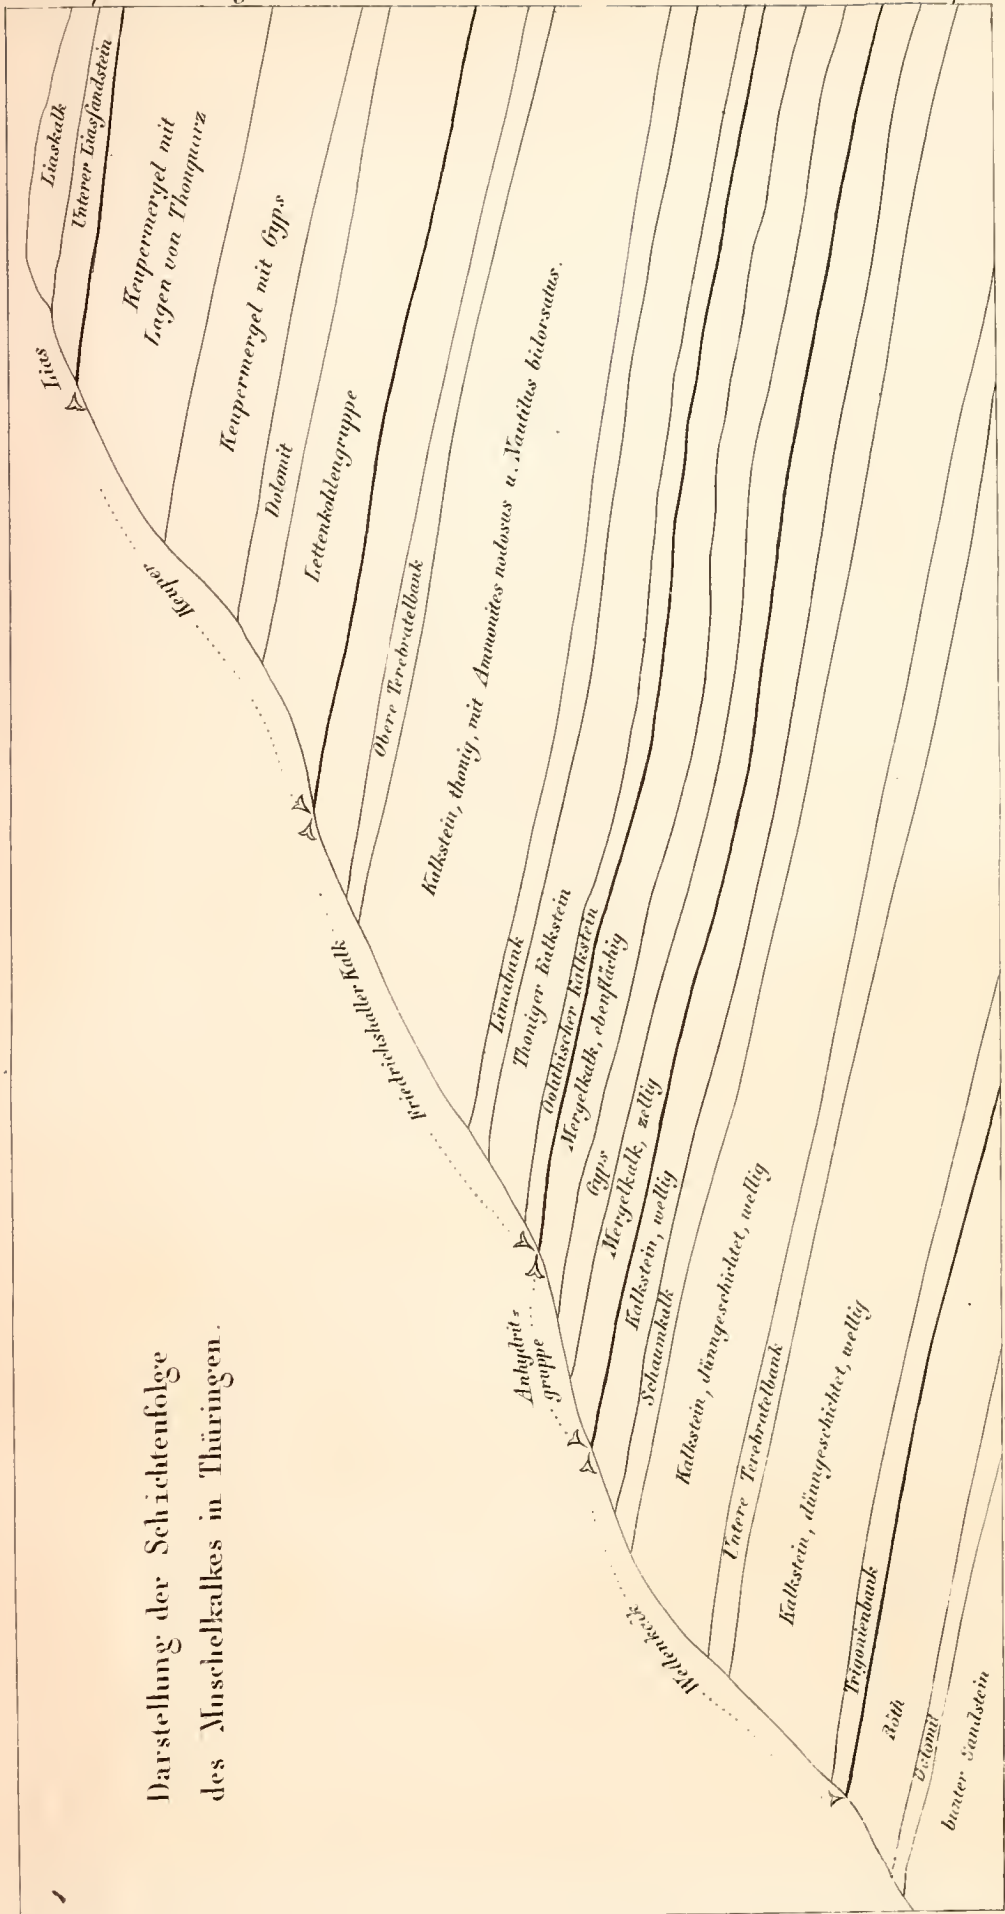 Darstellung der Schichtenfolge
des Muschelkalkes in Thüringen.
Lias
Liaskalk
Unterer Liassandstein
Keuper
Keupermergel mit
Lagen von Thonquarz
Keupermergel mit Gyps
Dolomit
Lettenkohlengruppe
Friedrichshaller Kalk
Obere Terebratelbank
Kalkstein, thonig, mit Ammonites nodosus u. Nautilus bidorsatus.
Limabank
Thoniger Kalkstein
Oolithischer Kalkstein
Anhydrit=
gruppe
Mergelkalk, ebenflächig
Gyps
Mergelkalk, zellig
Wellenkalk
Kalkstein, wellig
Schaumkalk
Kalkstein, dünngeschichtet, wellig
Untere Terebratelbank
Kalkstein, dünngeschichtet, wellig
Trigonienbank
Röth
Dolomit
bunter Sandstein